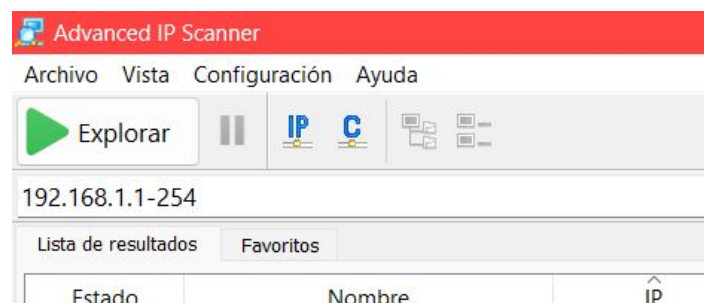 Advanced IP Scanner
Archivo Vista Configuración Ayuda
Explorar IP C
192.168.1.1-254
Lista de resultados Favoritos
Estado Nombre IP